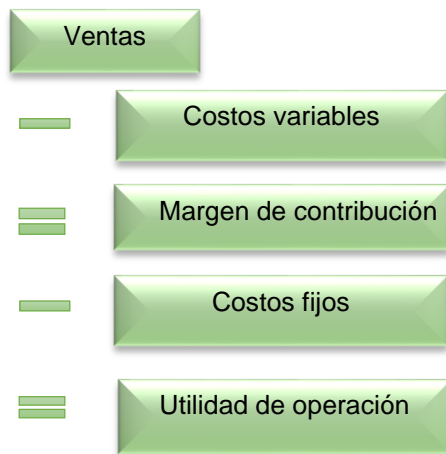 Ventas
Costos variables
Margen de contribución
Costos fijos
Utilidad de operación